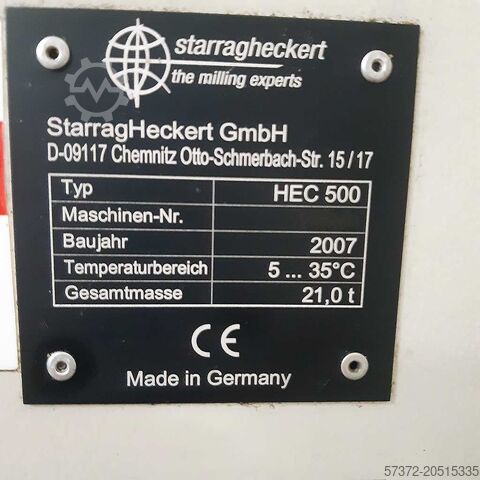 starragheckert
the milling experts
StarragHeckert GmbH
D-09117 Chemnitz Otto-Schmerbach-Str. 15 / 17
Typ HEC 500
Maschinen-Nr.
Baujahr 2007
Temperaturbereich 5 ... 35°C
Gesamtmasse 21,0 t
CE
Made in Germany
57372-20515335